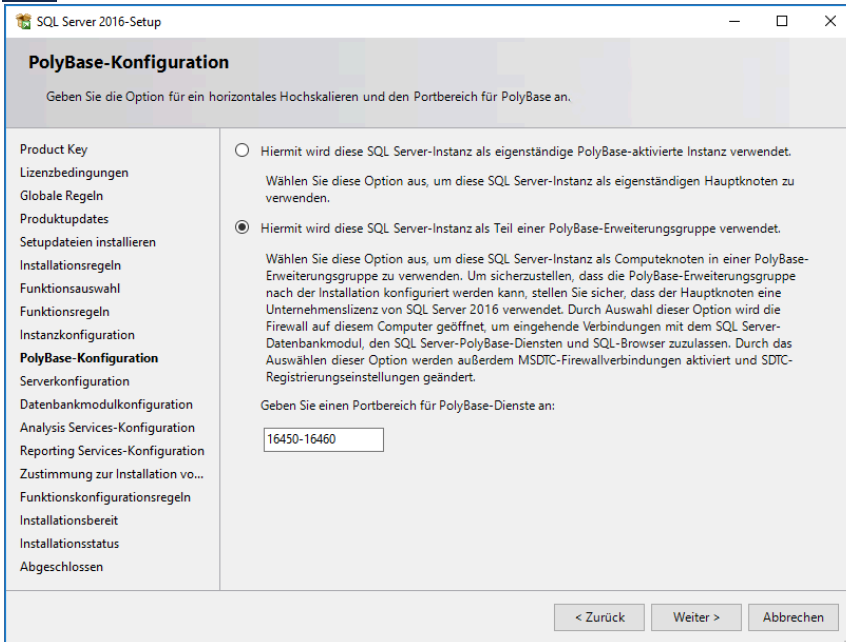 SQL Server 2016-Setup
PolyBase-Konfiguration
Geben Sie die Option für ein horizontales Hochskalieren und den Portbereich für PolyBase an.
Product Key
Lizenzbedingungen
Globale Regeln
Produktupdates
Setupdateien installieren
Installationsregeln
Funktionsauswahl
Funktionsregeln
Instanzkonfiguration
PolyBase-Konfiguration
Serverkonfiguration
Datenbankmodulkonfiguration
Analysis Services-Konfiguration
Reporting Services-Konfiguration
Zustimmung zur Installation vo...
Funktionskonfigurationsregeln
Installationsbereit
Installationsstatus
Abgeschlossen
Hiermit wird diese SQL Server-Instanz als eigenständige PolyBase-aktivierte Instanz verwendet.
Wählen Sie diese Option aus, um diese SQL Server-Instanz als eigenständigen Hauptknoten zu
verwenden.
Hiermit wird diese SQL Server-Instanz als Teil einer PolyBase-Erweiterungsgruppe verwendet.
Wählen Sie diese Option aus, um diese SQL Server-Instanz als Computeknoten in einer PolyBase-
Erweiterungsgruppe zu verwenden. Um sicherzustellen, dass die PolyBase-Erweiterungsgruppe
nach der Installation konfiguriert werden kann, stellen Sie sicher, dass der Hauptknoten eine
Unternehmenslizenz von SQL Server 2016 verwendet. Durch Auswahl dieser Option wird die
Firewall auf diesem Computer geöffnet, um eingehende Verbindungen mit dem SQL Server-
Datenbankmodul, den SQL Server-PolyBase-Diensten und SQL-Browser zuzulassen. Durch das
Auswählen dieser Option werden außerdem MSDTC-Firewallverbindungen aktiviert und SDTC-
Registrierungseinstellungen geändert.
Geben Sie einen Portbereich für PolyBase-Dienste an:
16450-16460
< Zurück
Weiter >
Abbrechen